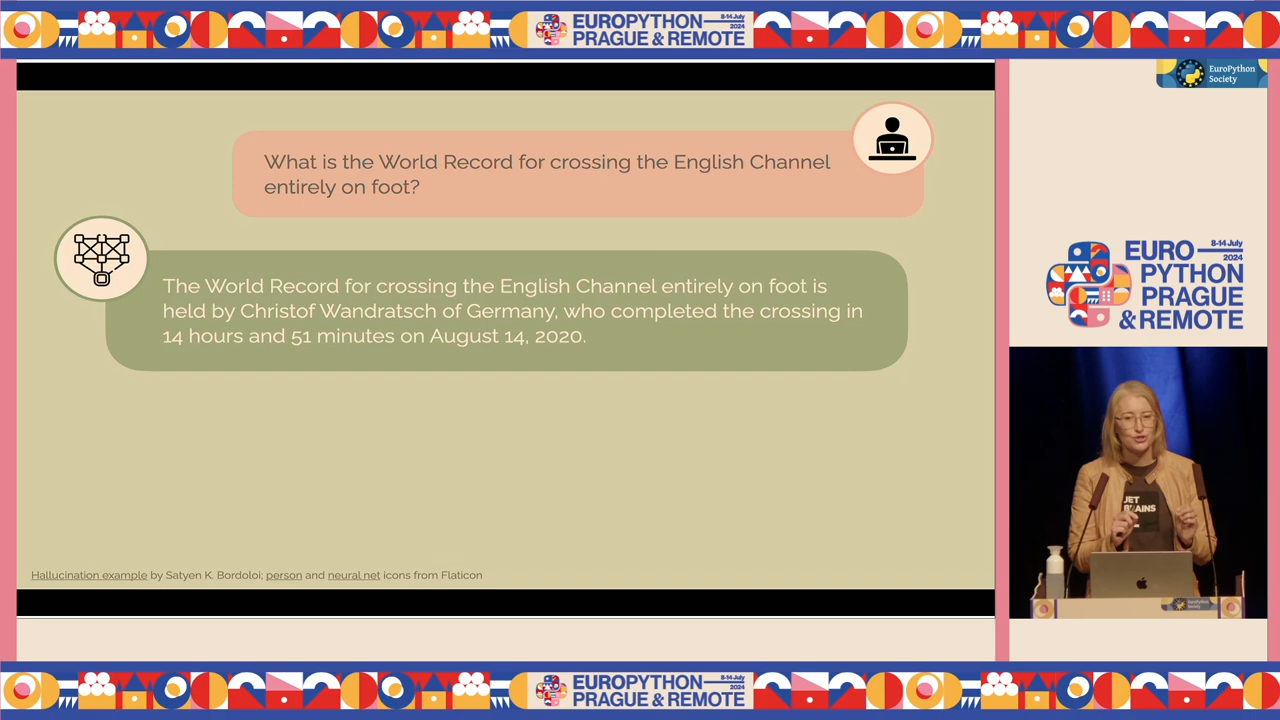 EUROPYTHON
8-14 July
2024
PRAGUE & REMOTE
EuroPython
Society
What is the World Record for crossing the English Channel
entirely on foot?
The World Record for crossing the English Channel entirely on foot is
held by Christof Wandratsch of Germany, who completed the crossing in
14 hours and 51 minutes on August 14, 2020.
EURO
8-14 July
2024
PYTHON
PRAGUE
& REMOTE
JET
BRAINS
Hallucination example by Satyen K. Bordoloi; person and neural net icons from Flaticon
EuroPython
Society
EUROPYTHON
8-14 July
2024
PRAGUE & REMOTE